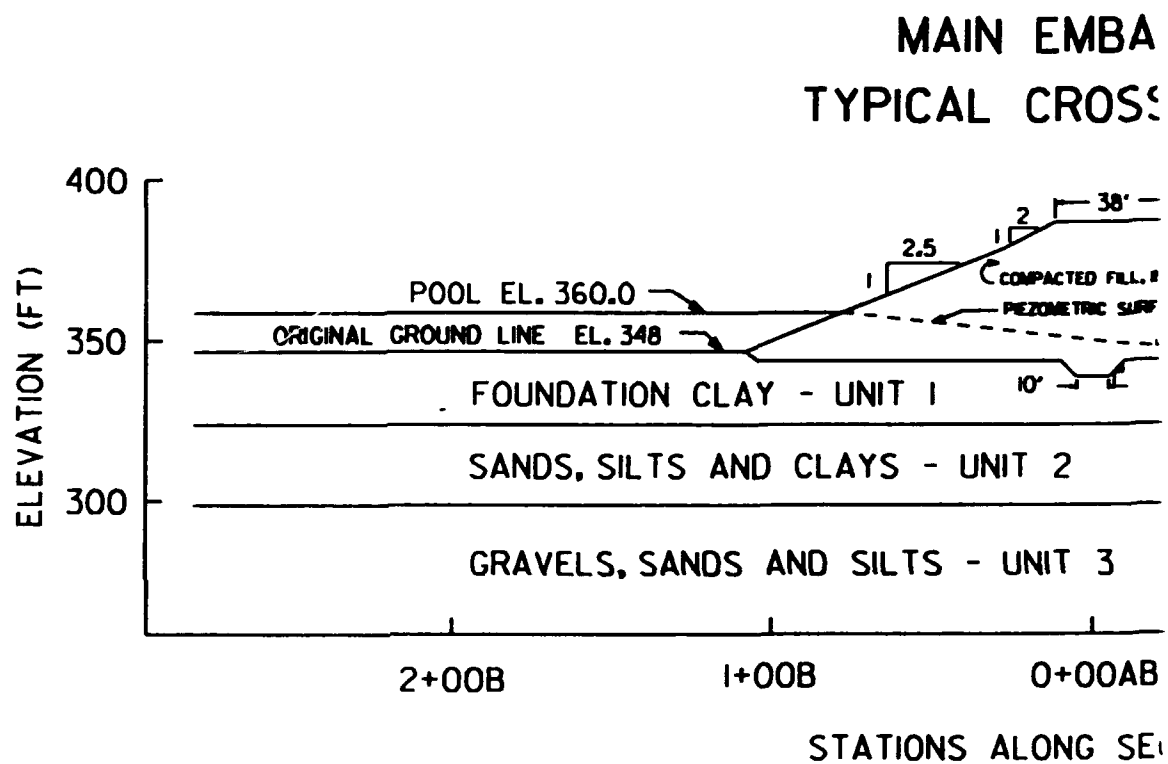 MAIN EMBA
TYPICAL CROSS
400
38'
2
1
2.5
1
COMPACTED FILL,
POOL EL. 360.0
PIEZOMETRIC SURF
350
ORIGINAL GROUND LINE EL. 348
10'
FOUNDATION CLAY - UNIT 1
SANDS, SILTS AND CLAYS - UNIT 2
300
GRAVELS, SANDS AND SILTS - UNIT 3
ELEVATION (FT)
2+00B 1+00B 0+00AB
STATIONS ALONG SE